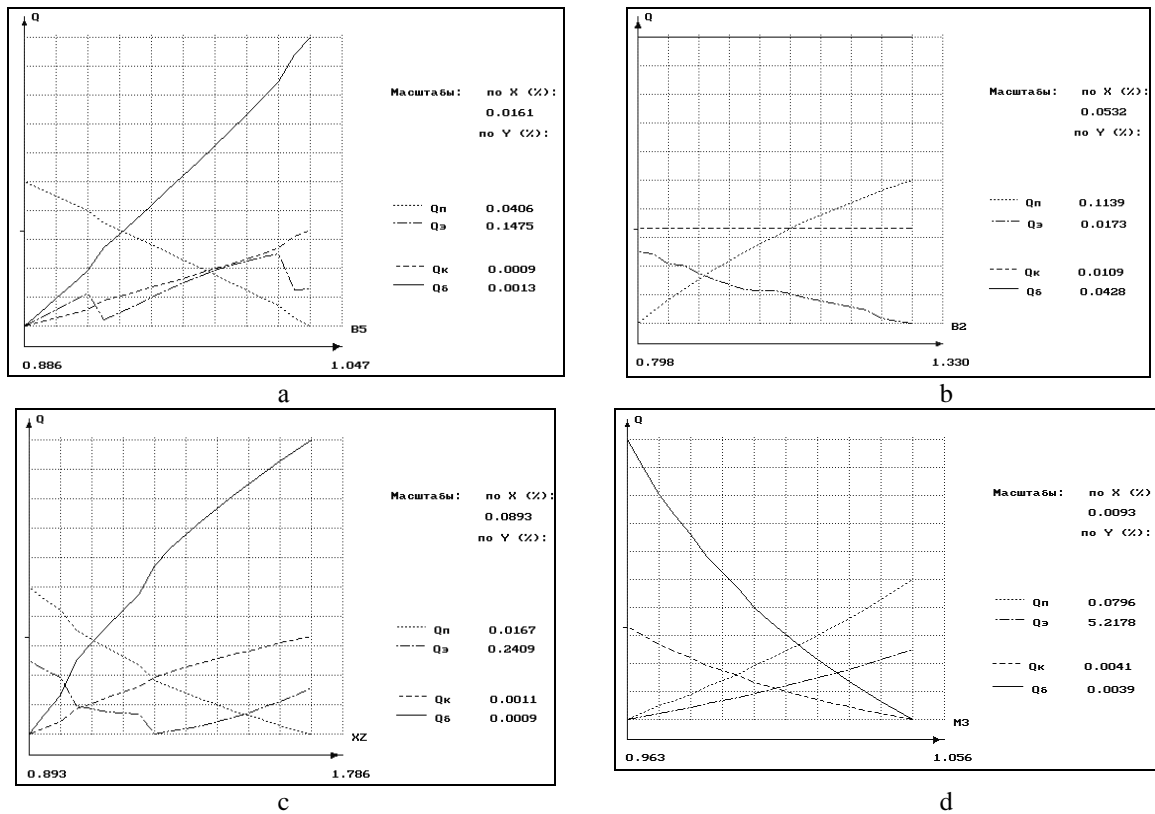 Q
Масштабы: по X (%):
0.0161
по Y (%):
Qп 0.0406
Qэ 0.1475
Qк 0.0009
Qб 0.0013
B5
0.886 1.047
a
Q
Масштабы: по X (%):
0.0532
по Y (%):
Qп 0.1139
Qэ 0.0173
Qк 0.0109
Qб 0.0428
B2
0.798 1.330
b
Q
Масштабы: по X (%):
0.0893
по Y (%):
Qп 0.0167
Qэ 0.2409
Qк 0.0011
Qб 0.0009
XZ
0.893 1.786
c
Q
Масштабы: по X (%)
0.0093
по Y (%):
Qп 0.0796
Qэ 5.2178
Qк 0.0041
Qб 0.0039
M3
0.963 1.056
d